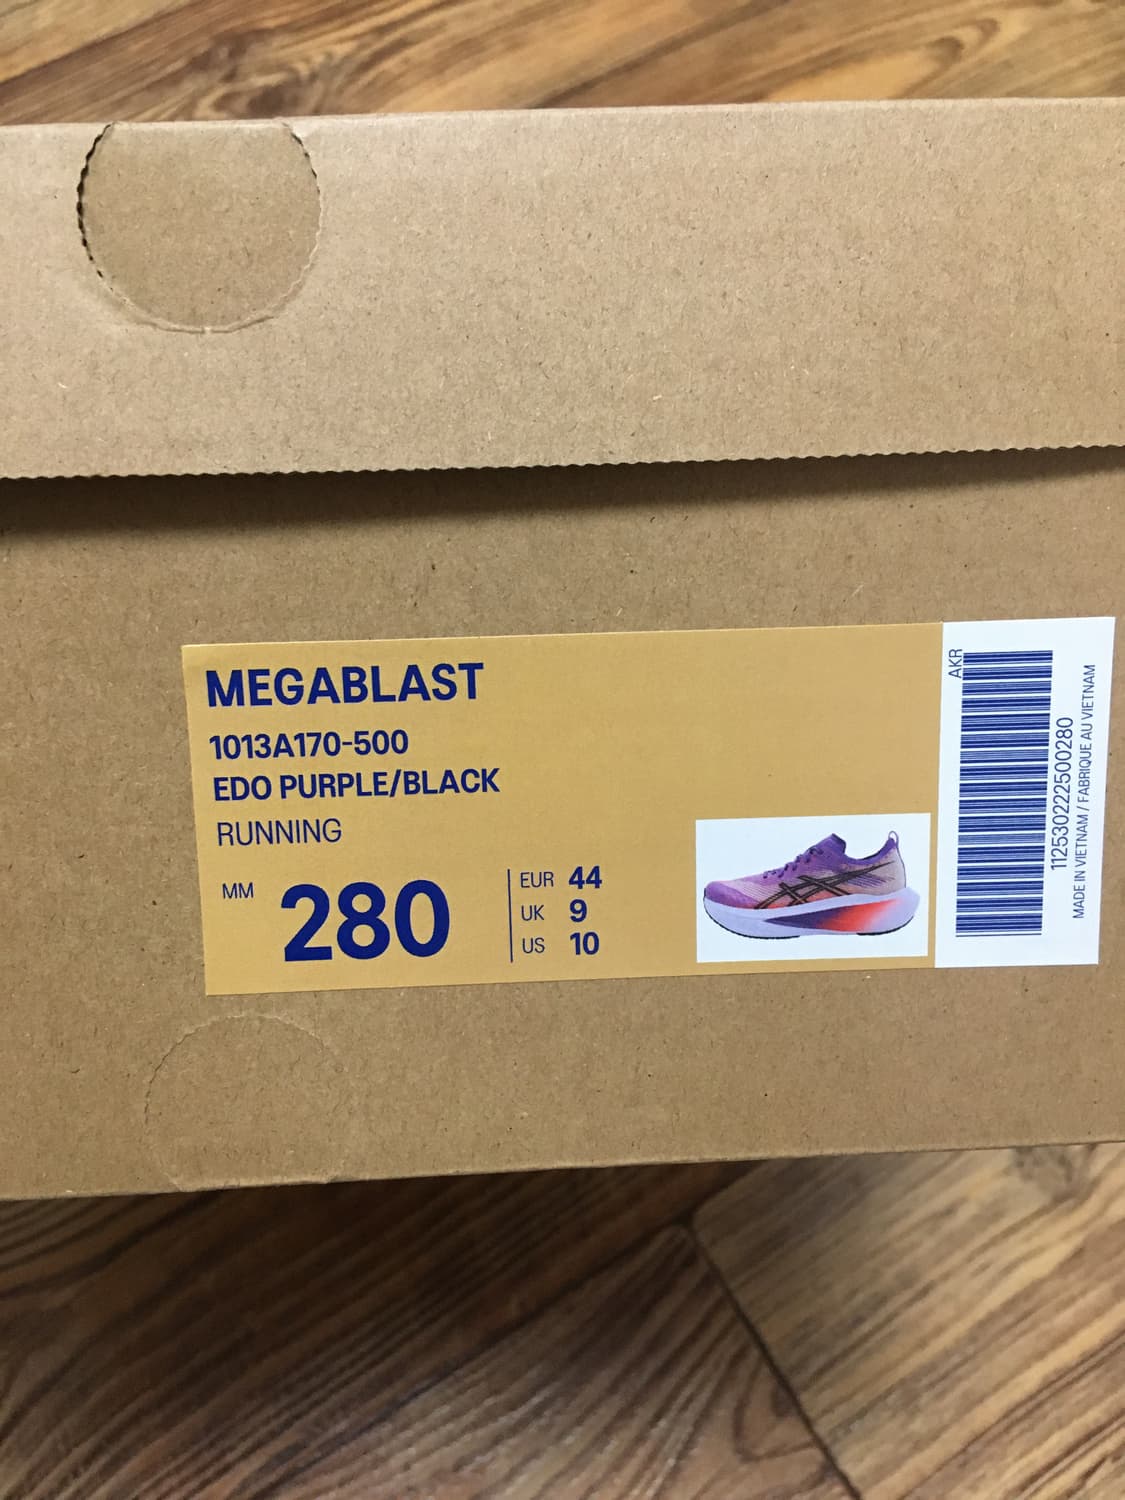 MEGABLAST
1013A170-500
EDO PURPLE/BLACK
RUNNING
MM 280
EUR 44
UK 9
US 10
AKR
112530222500280
MADE IN VIETNAM / FABRIQUE AU VIETNAM